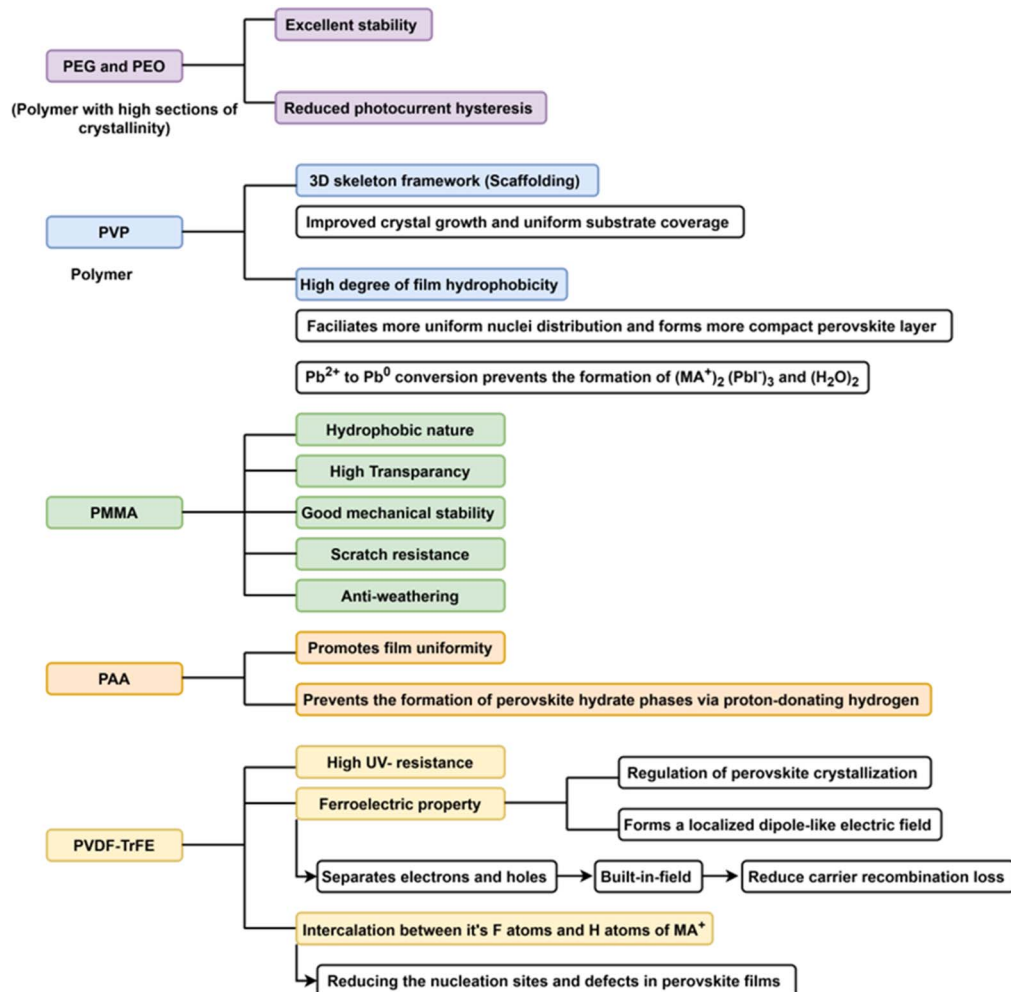 Excellent stability
PEG and PEO
(Polymer with high sections of
crystallinity)
Reduced photocurrent hysteresis
3D skeleton framework (Scaffolding)
Improved crystal growth and uniform substrate coverage
PVP
Polymer
High degree of film hydrophobicity
Faciliates more uniform nuclei distribution and forms more compact perovskite layer
Pb²⁺ to Pb⁰ conversion prevents the formation of (MA⁺)₂ (PbI⁻)₃ and (H₂O)₂
Hydrophobic nature
High Transparancy
PMMA
Good mechanical stability
Scratch resistance
Anti-weathering
Promotes film uniformity
PAA
Prevents the formation of perovskite hydrate phases via proton-donating hydrogen
High UV- resistance
Ferroelectric property
Regulation of perovskite crystallization
Forms a localized dipole-like electric field
PVDF-TrFE
Separates electrons and holes
Built-in-field
Reduce carrier recombination loss
Intercalation between it's F atoms and H atoms of MA⁺
Reducing the nucleation sites and defects in perovskite films